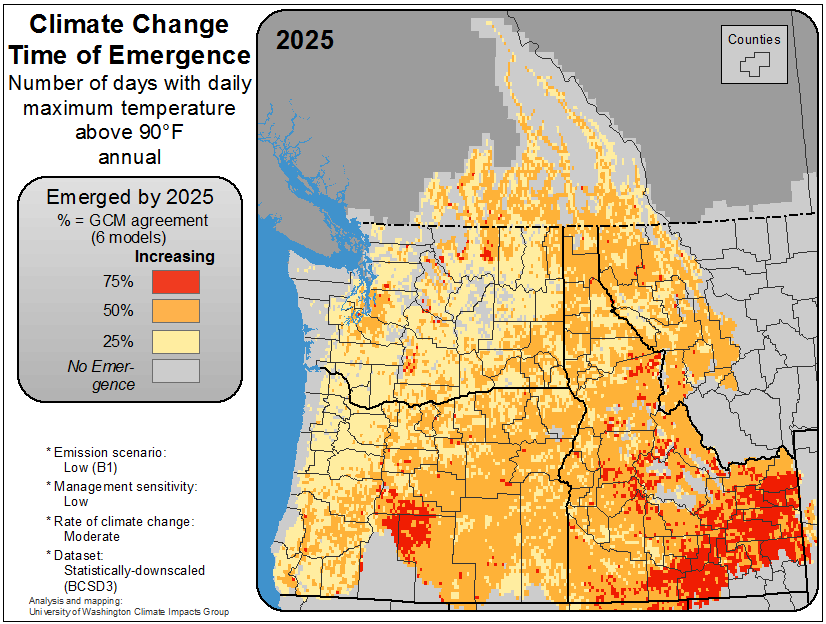 Climate Change
Time of Emergence
Number of days with daily
maximum temperature
above 90°F
annual
Emerged by 2025
% = GCM agreement
(6 models)
Increasing
75%
50%
25%
No Emer-
gence
* Emission scenario:
Low (B1)
* Management sensitivity:
Low
* Rate of climate change:
Moderate
* Dataset:
Statistically-downscaled
(BCSD3)
Analysis and mapping:
University of Washington Climate Impacts Group
2025
Counties